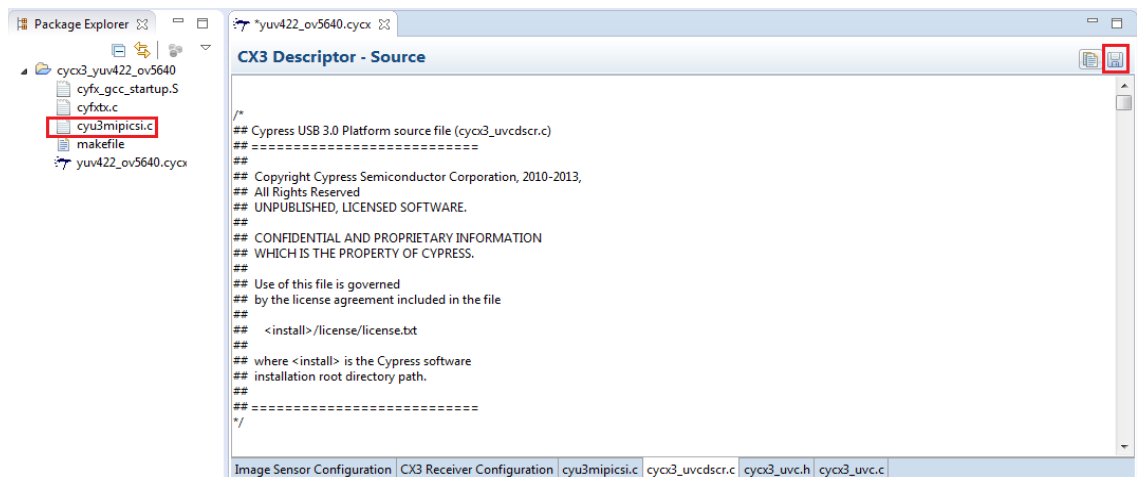 Package Explorer
cycx3_yuv422_ov5640
cyfx_gcc_startup.S
cyfxtx.c
cyu3mipicsi.c
makefile
yuv422_ov5640.cycx
*yuv422_ov5640.cycx
CX3 Descriptor - Source
/*
## Cypress USB 3.0 Platform source file (cycx3_uvcdscr.c)
## ===========================
##
## Copyright Cypress Semiconductor Corporation, 2010-2013,
## All Rights Reserved
## UNPUBLISHED, LICENSED SOFTWARE.
##
## CONFIDENTIAL AND PROPRIETARY INFORMATION
## WHICH IS THE PROPERTY OF CYPRESS.
##
## Use of this file is governed
## by the license agreement included in the file
##
## <install>/license/license.txt
##
## where <install> is the Cypress software
## installation root directory path.
##
## ===========================
*/
Image Sensor Configuration CX3 Receiver Configuration cyu3mipicsi.c cycx3_uvcdscr.c cycx3_uvc.h cycx3_uvc.c